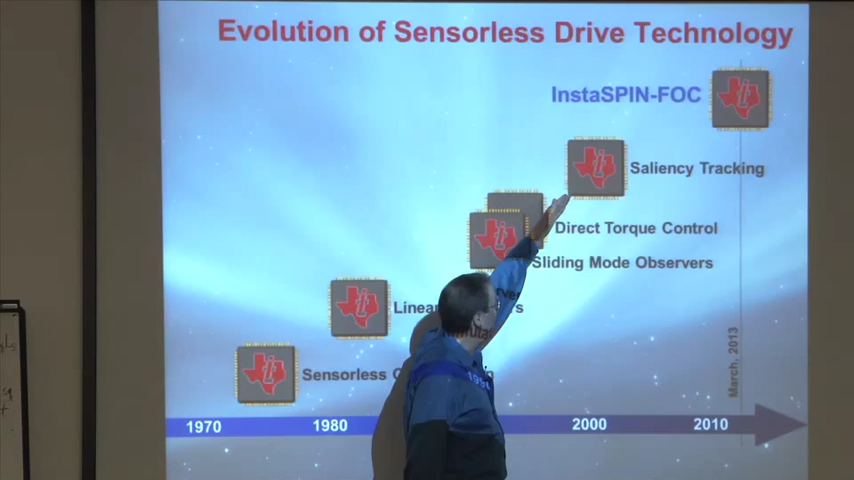 Evolution of Sensorless Drive Technology
InstaSPIN-FOC
Saliency Tracking
Direct Torque Control
Sliding Mode Observers
Sensorless
March, 2013
1970
1980
1990
2000
2010